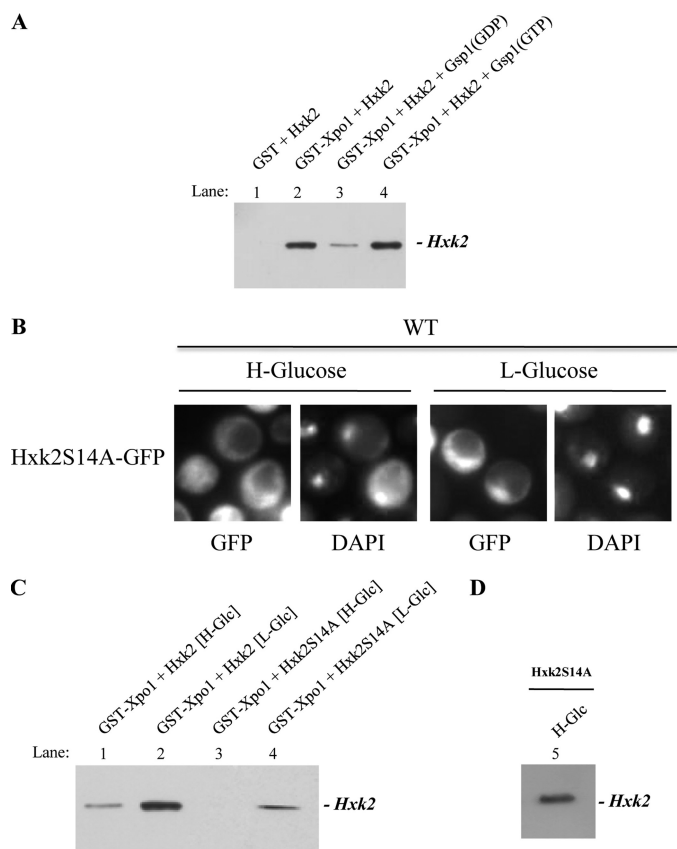 A
GST + Hxk2
GST-Xpo1 + Hxk2
GST-Xpo1 + Hxk2 + Gsp1(GDP)
GST-Xpo1 + Hxk2 + Gsp1(GTP)
Lane: 1 2 3 4
- Hxk2
B
WT
H-Glucose L-Glucose
Hxk2S14A-GFP
GFP DAPI GFP DAPI
C
GST-Xpo1 + Hxk2 [H-Glc]
GST-Xpo1 + Hxk2 [L-Glc]
GST-Xpo1 + Hxk2S14A [H-Glc]
GST-Xpo1 + Hxk2S14A [L-Glc]
Lane: 1 2 3 4
- Hxk2
D
Hxk2S14A
H-Glc
5
- Hxk2